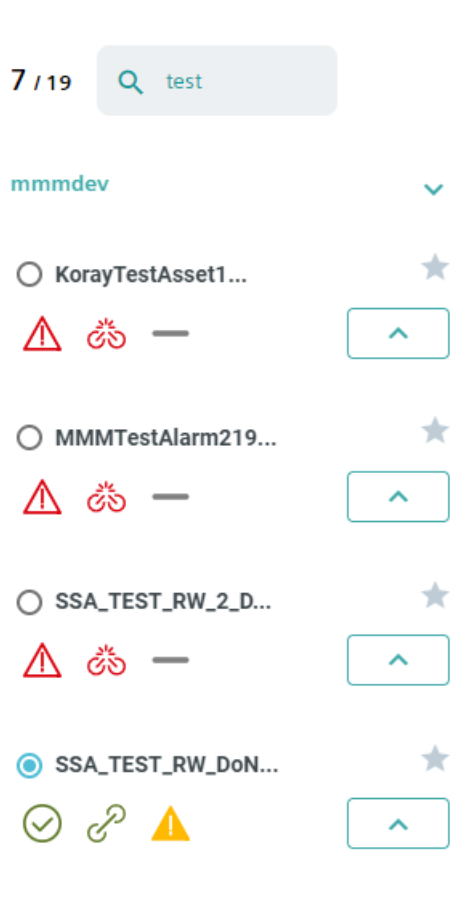 7 / 19
test
mmmdev
KorayTestAsset1...
MMMTestAlarm219...
SSA_TEST_RW_2_D...
SSA_TEST_RW_DoN...